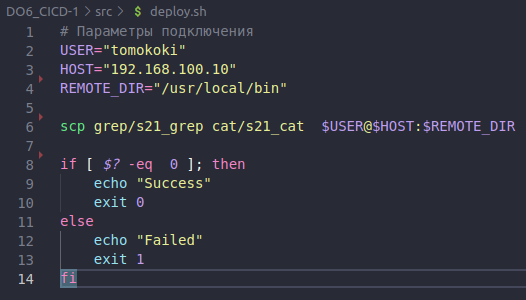 DO6_CICD-1 > src > $ deploy.sh
1 # Параметры подключения
2 USER="tomokoki"
3 HOST="192.168.100.10"
4 REMOTE_DIR="/usr/local/bin"
5
6 scp grep/s21_grep cat/s21_cat  $USER@$HOST:$REMOTE_DIR
7
8 if [ $? -eq  0 ]; then
9     echo "Success"
10     exit 0
11 else
12     echo "Failed"
13     exit 1
14 fi